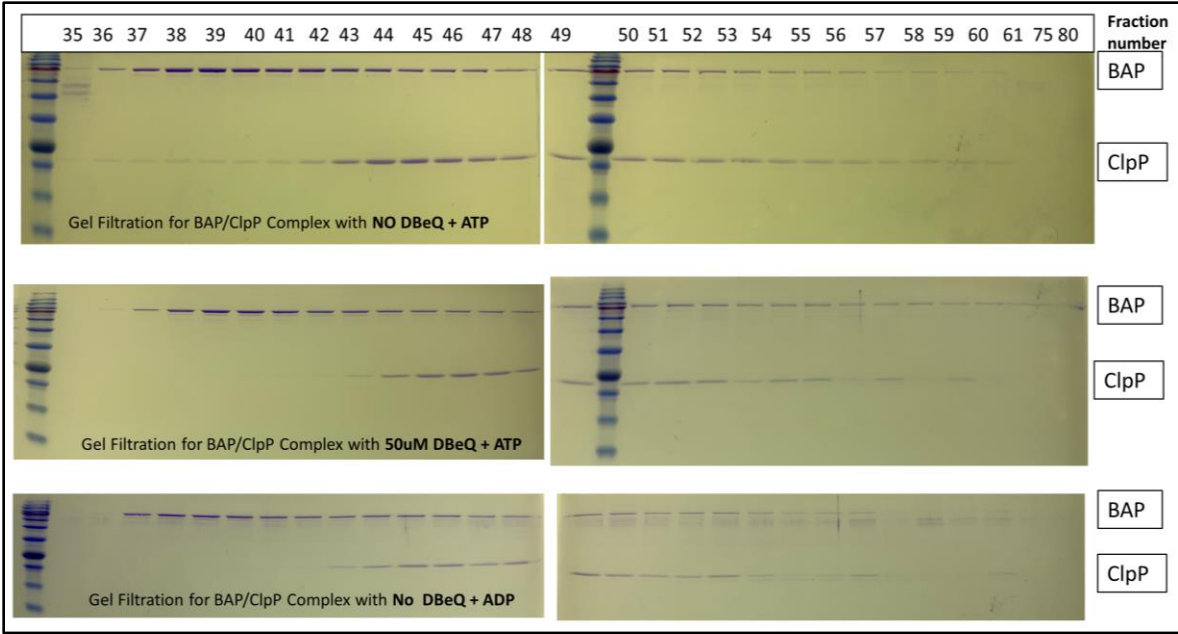 35 36 37 38 39 40 41 42 43 44 45 46 47 48 49 50 51 52 53 54 55 56 57 58 59 60 61 75 80
Fraction
number
BAP
ClpP
Gel Filtration for BAP/ClpP Complex with NO DBeQ + ATP
BAP
ClpP
Gel Filtration for BAP/ClpP Complex with 50uM DBeQ + ATP
BAP
ClpP
Gel Filtration for BAP/ClpP Complex with No DBeQ + ADP